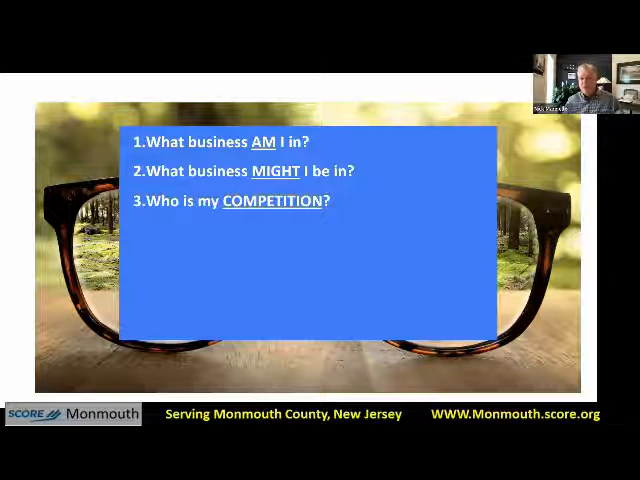 1.What business AM I in?
2.What business MIGHT I be in?
3.Who is my COMPETITION?
SCORE Monmouth
Serving Monmouth County, New Jersey
WWW.Monmouth.score.org